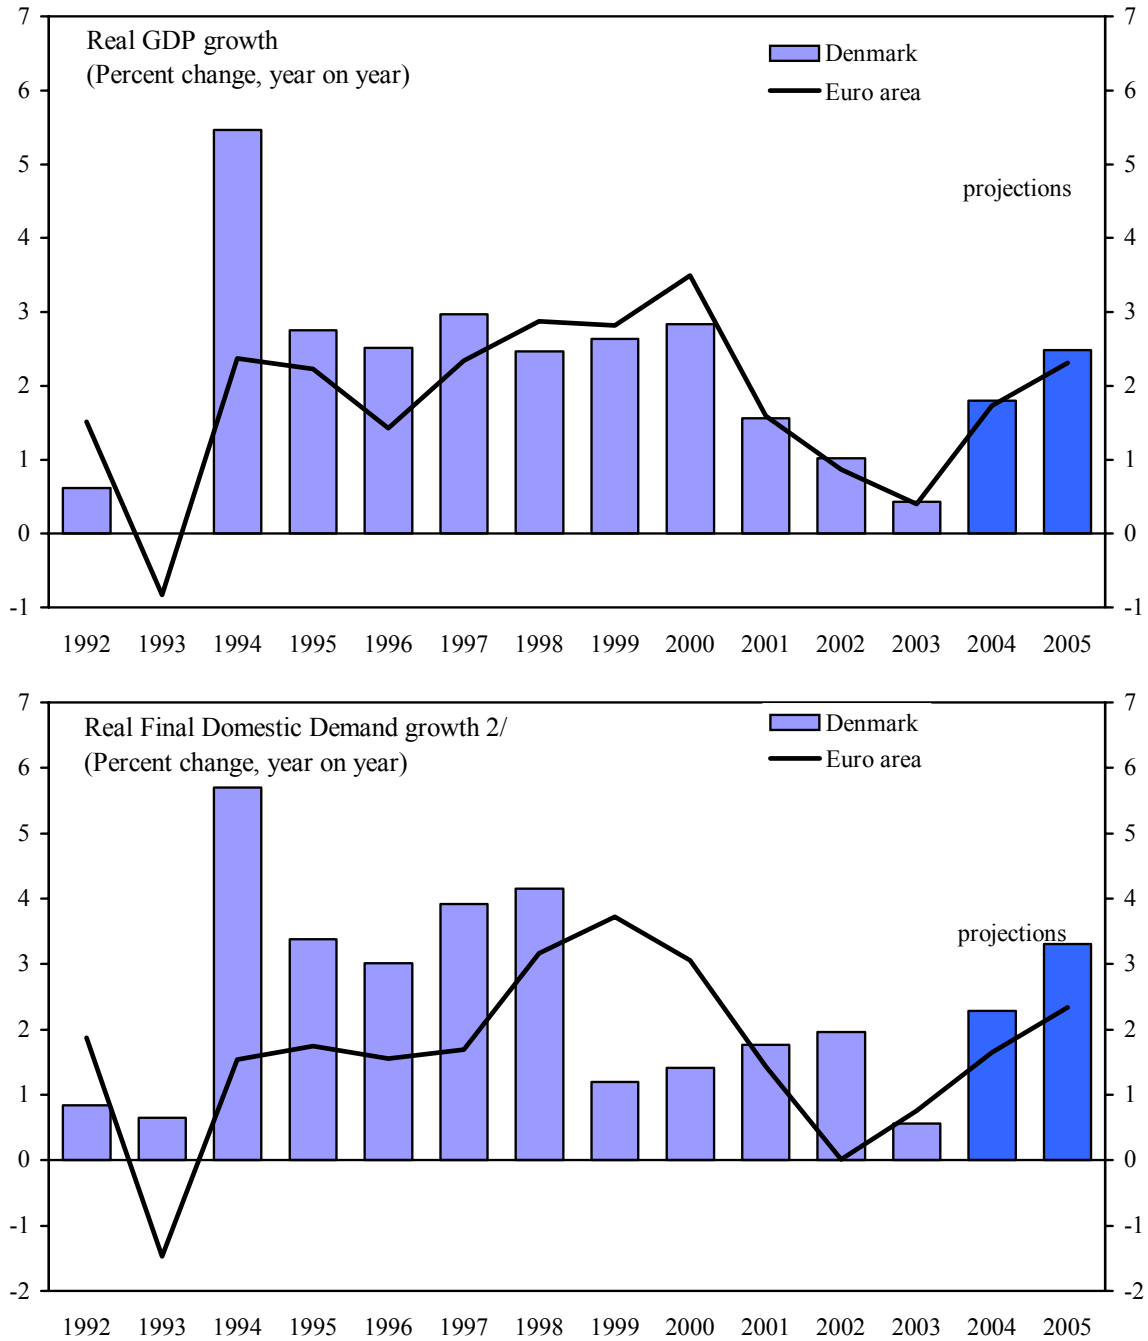 Real GDP growth
(Percent change, year on year)
Denmark
Euro area
projections
7 7
6 6
5 5
4 4
3 3
2 2
1 1
0 0
-1 -1
1992 1993 1994 1995 1996 1997 1998 1999 2000 2001 2002 2003 2004 2005
Real Final Domestic Demand growth 2/
(Percent change, year on year)
Denmark
Euro area
projections
7 7
6 6
5 5
4 4
3 3
2 2
1 1
0 0
-1 -1
-2 -2
1992 1993 1994 1995 1996 1997 1998 1999 2000 2001 2002 2003 2004 2005